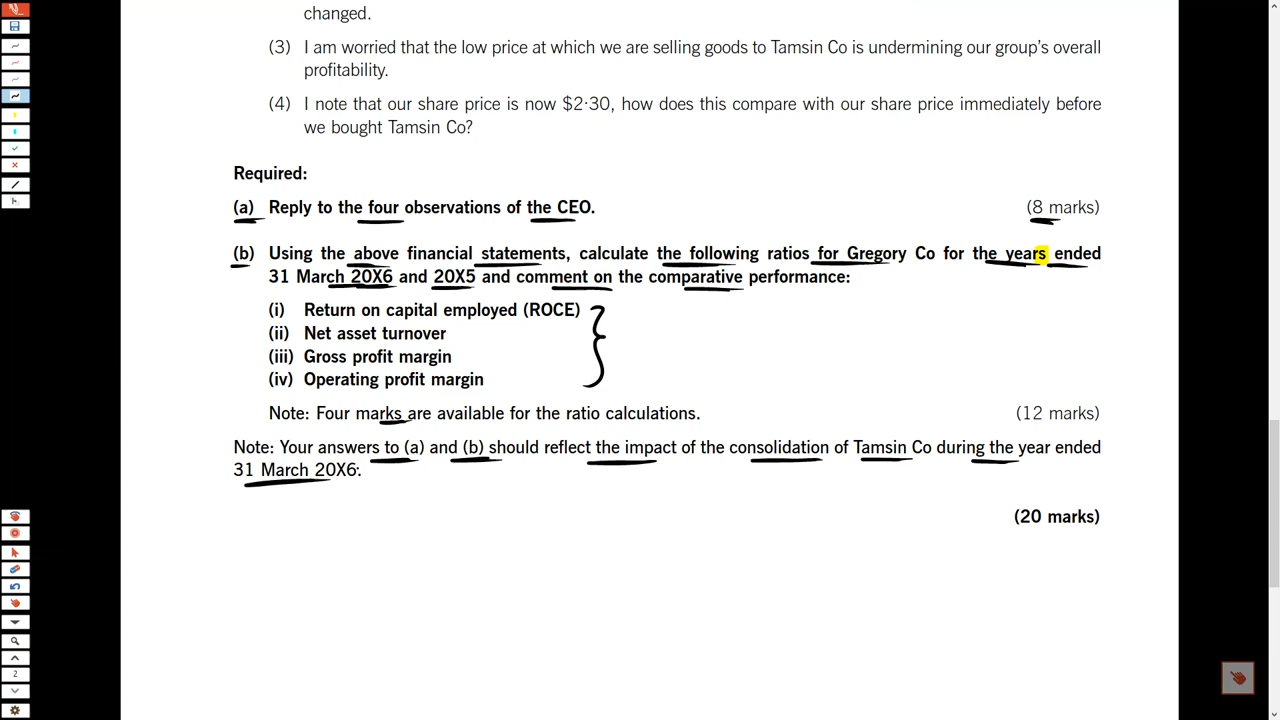 changed.
(3) I am worried that the low price at which we are selling goods to Tamsin Co is undermining our group's overall
profitability.
(4) I note that our share price is now $2·30, how does this compare with our share price immediately before
we bought Tamsin Co?
Required:
(a) Reply to the four observations of the CEO. (8 marks)
(b) Using the above financial statements, calculate the following ratios for Gregory Co for the years ended
31 March 20X6 and 20X5 and comment on the comparative performance:
(i) Return on capital employed (ROCE)
(ii) Net asset turnover
(iii) Gross profit margin
(iv) Operating profit margin
Note: Four marks are available for the ratio calculations. (12 marks)
Note: Your answers to (a) and (b) should reflect the impact of the consolidation of Tamsin Co during the year ended
31 March 20X6.
(20 marks)
2